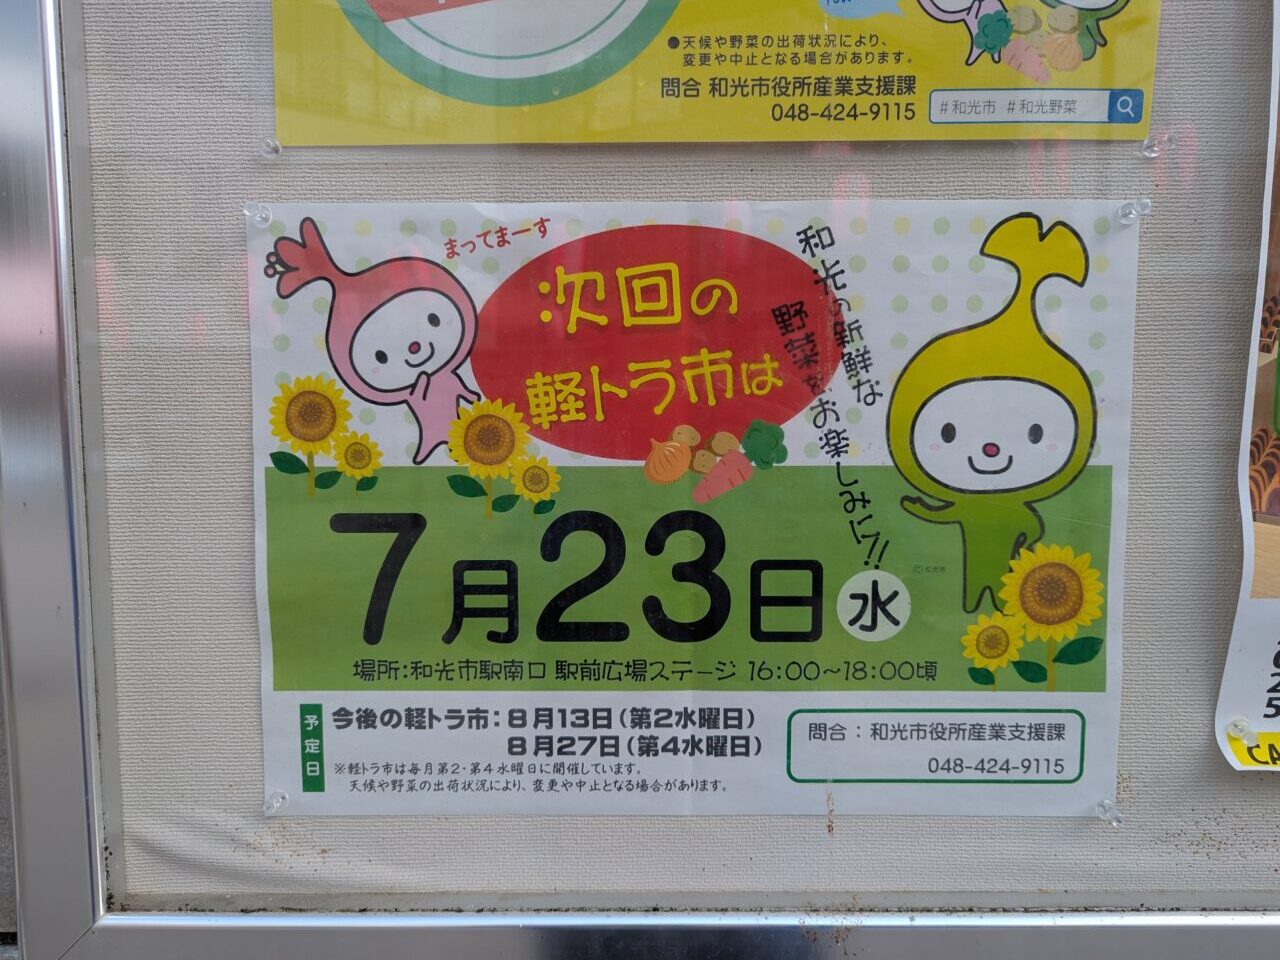 ●天候や野菜の出荷状況により、
変更や中止となる場合があります。
問合 和光市役所産業支援課
048-424-9115
#和光市 #和光野菜
まってまーす
次回の
軽トラ市は
和光の新鮮な
野菜をお楽しみに!!
7月23日
水
場所:和光市駅南口 駅前広場ステージ 16:00~18:00頃
予定日
今後の軽トラ市:8月13日(第2水曜日)
8月27日(第4水曜日)
※軽トラ市は毎月第2・第4水曜日に開催しています。
天候や野菜の出荷状況により、変更や中止となる場合があります。
問合:和光市役所産業支援課
048-424-9115